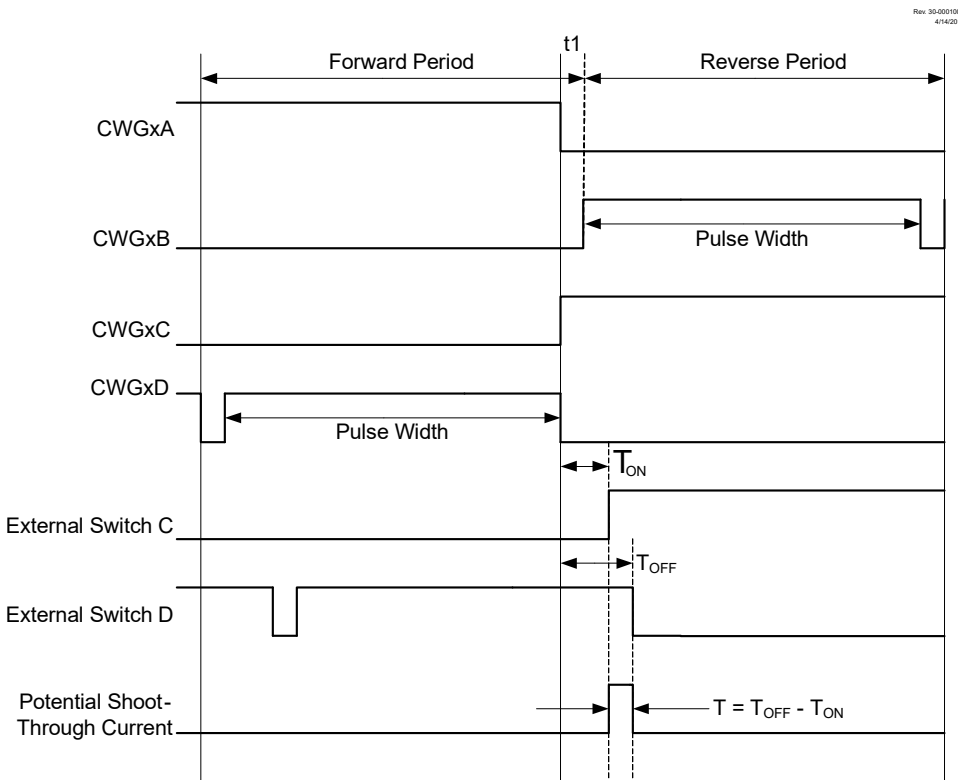 Rev. 30-000100
4/14/20
t1
Forward Period
Reverse Period
CWGxA
CWGxB
Pulse Width
CWGxC
CWGxD
Pulse Width
TON
External Switch C
TOFF
External Switch D
Potential Shoot-
Through Current
T = TOFF - TON